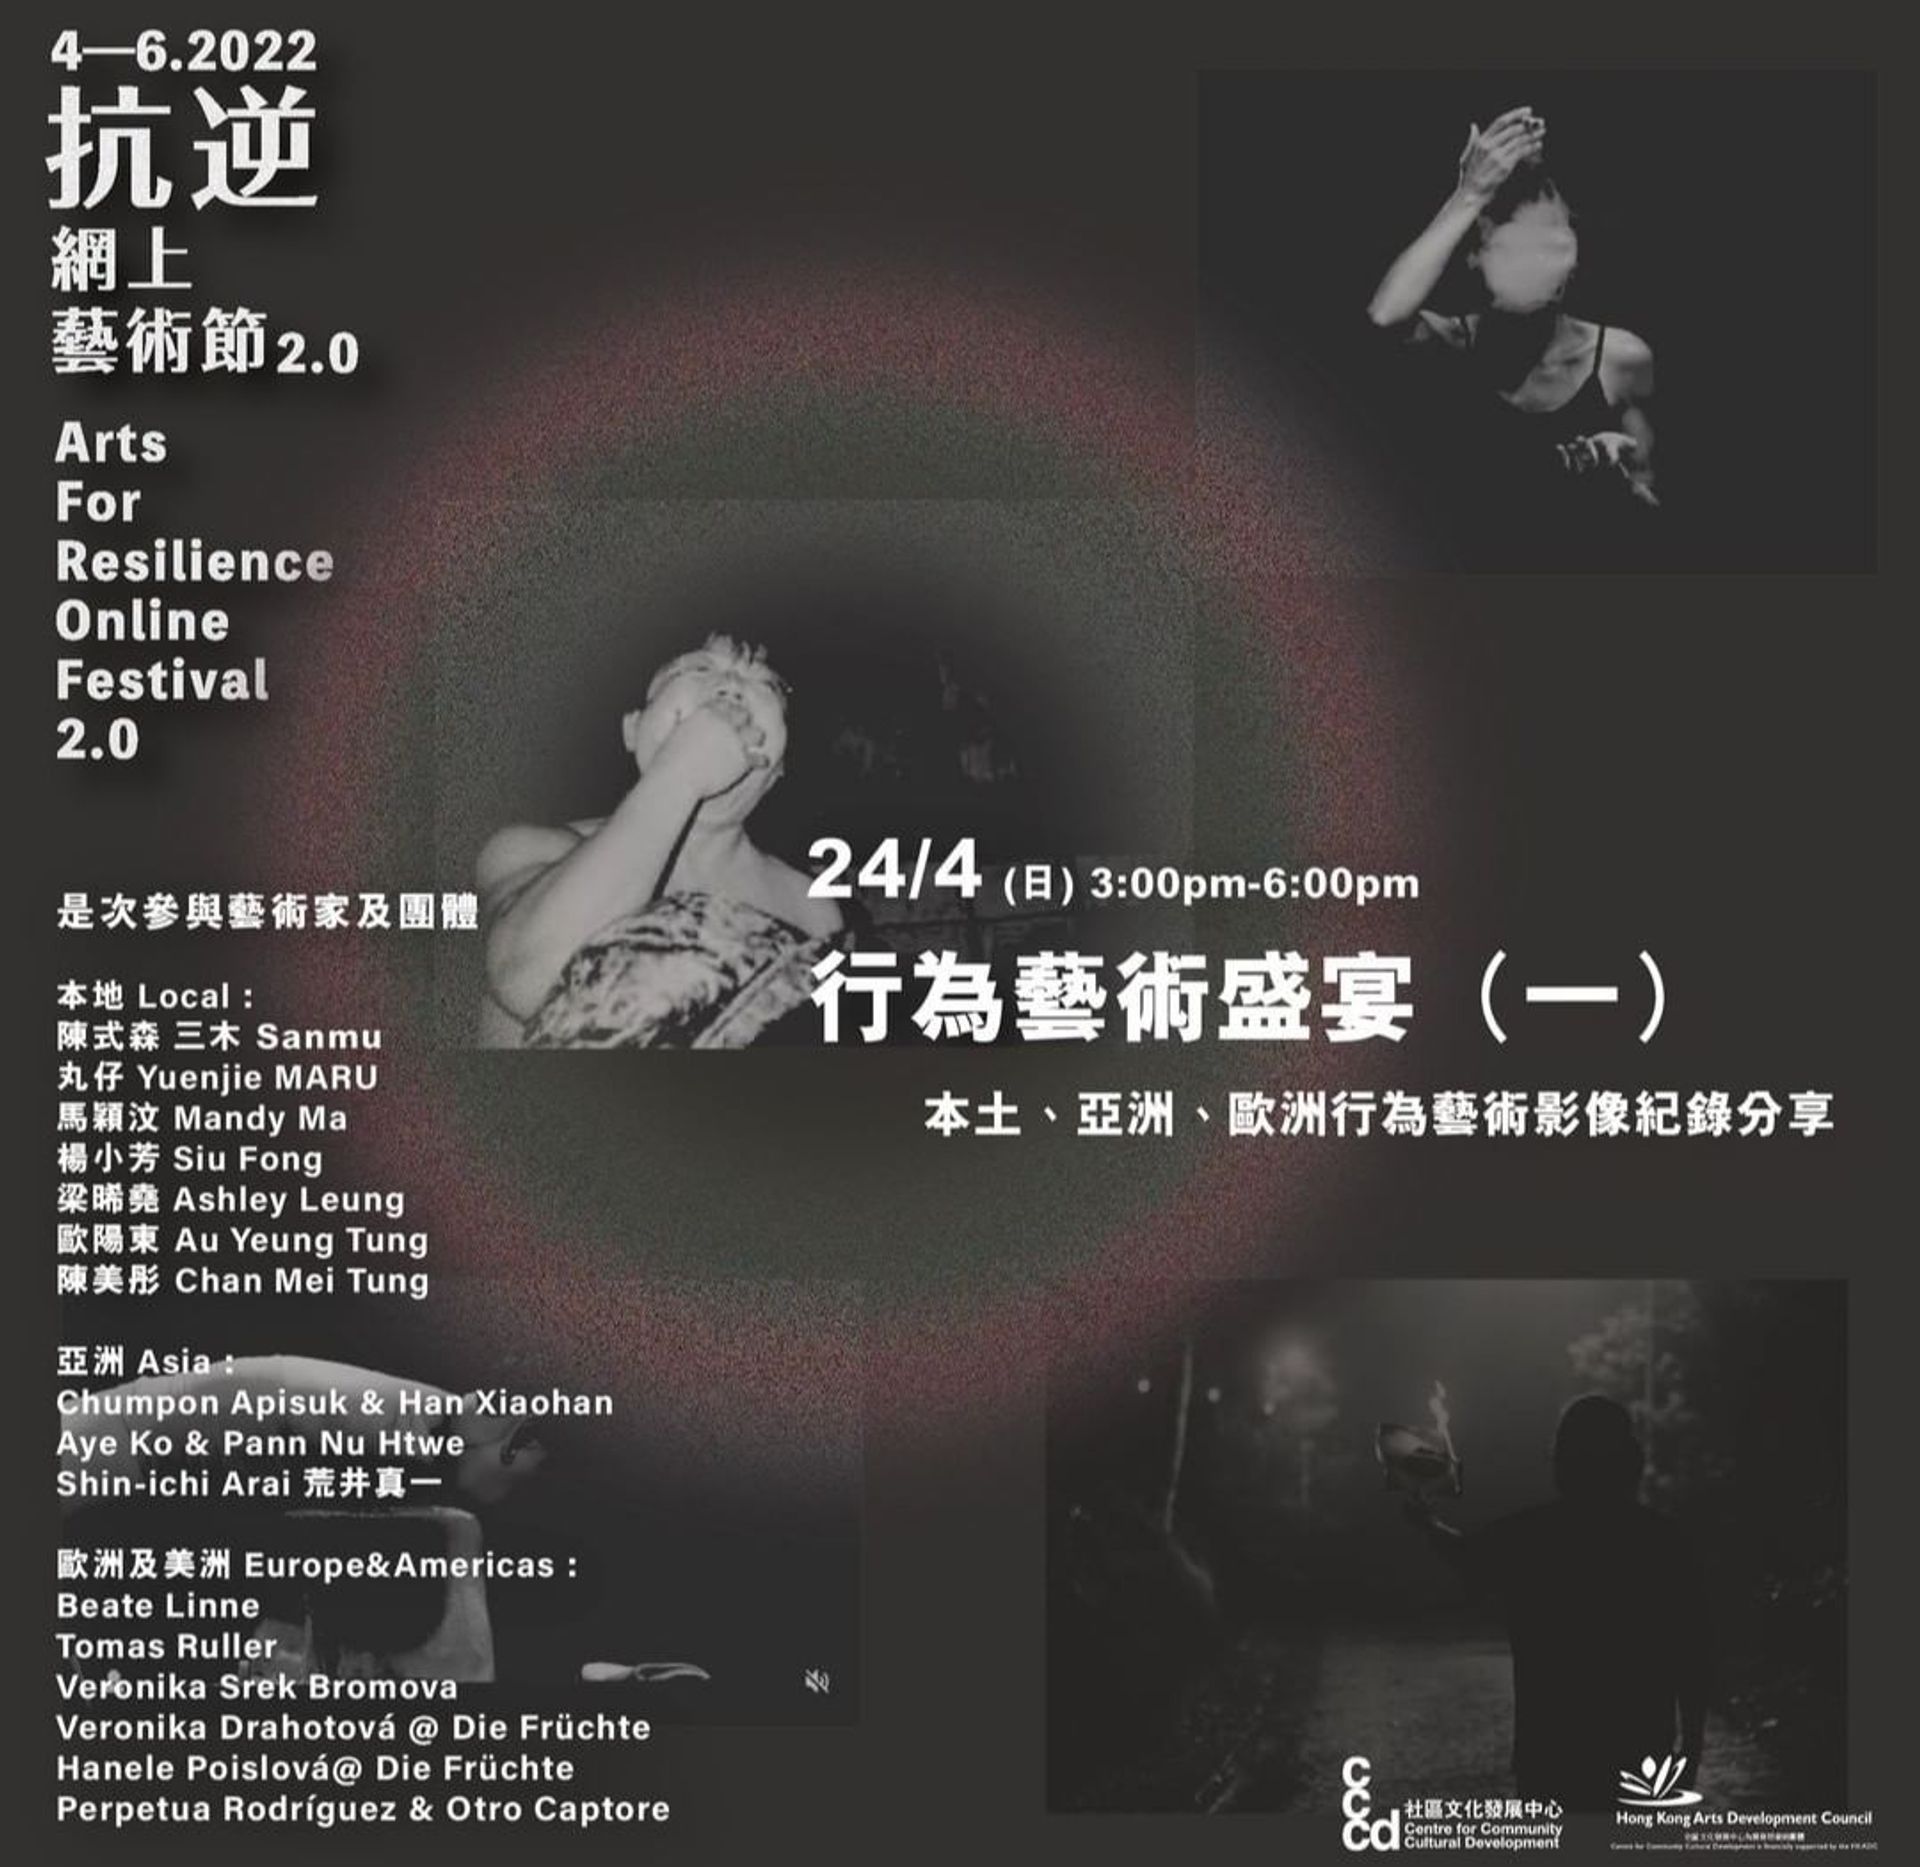 4—6.2022
抗逆
網上
藝術節2.0
Arts
For
Resilience
Online
Festival
2.0
24/4 (日) 3:00pm-6:00pm
行為藝術盛宴（一）
本土、亞洲、歐洲行為藝術影像紀錄分享
是次參與藝術家及團體
本地 Local :
陳式森 三木 Sanmu
丸仔 Yuenjie MARU
馬穎汶 Mandy Ma
楊小芳 Siu Fong
梁晞堯 Ashley Leung
歐陽東 Au Yeung Tung
陳美彤 Chan Mei Tung
亞洲 Asia :
Chumpon Apisuk & Han Xiaohan
Aye Ko & Pann Nu Htwe
Shin-ichi Arai 荒井真一
歐洲及美洲 Europe&Americas :
Beate Linne
Tomas Ruller
Veronika Srek Bromova
Veronika Drahotová @ Die Früchte
Hanele Poislová@ Die Früchte
Perpetua Rodríguez & Otro Captore
cccd
社區文化發展中心
Centre for Community
Cultural Development
Hong Kong Arts Development Council